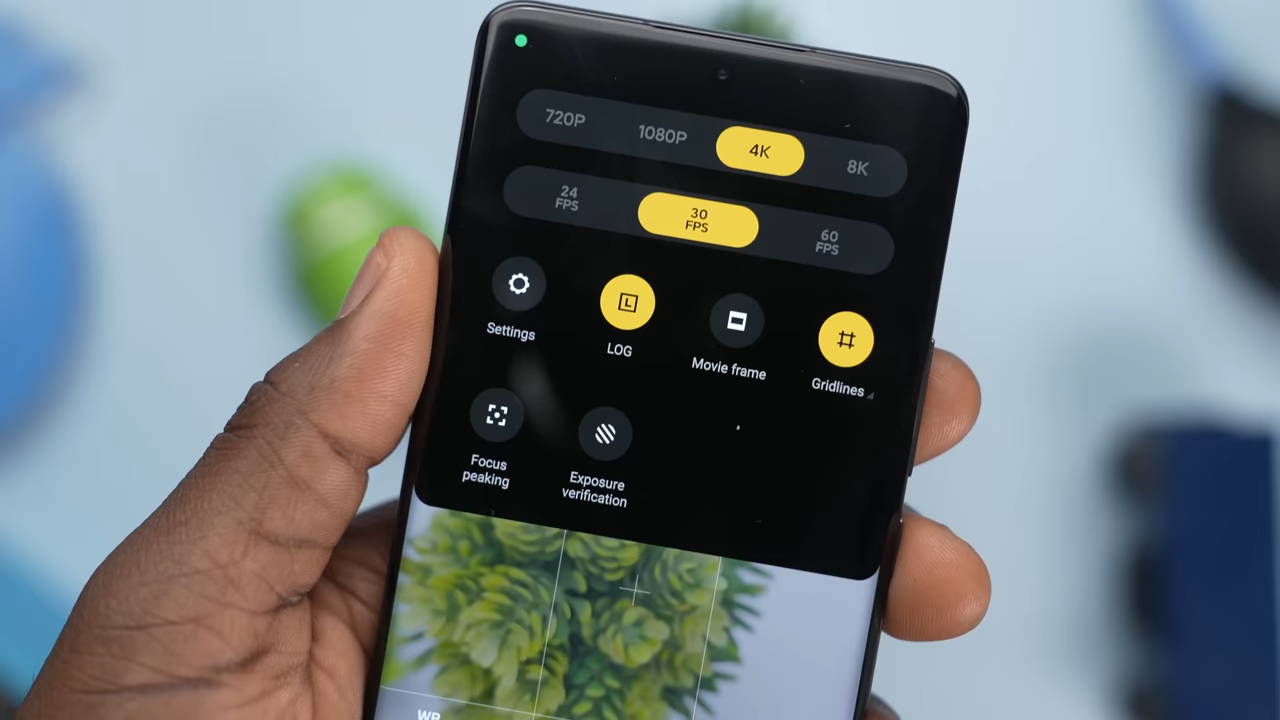 720P 1080P 4K 8K
24 FPS 30 FPS 60 FPS
Settings LOG Movie frame Gridlines
Focus peaking
Exposure verification
WB